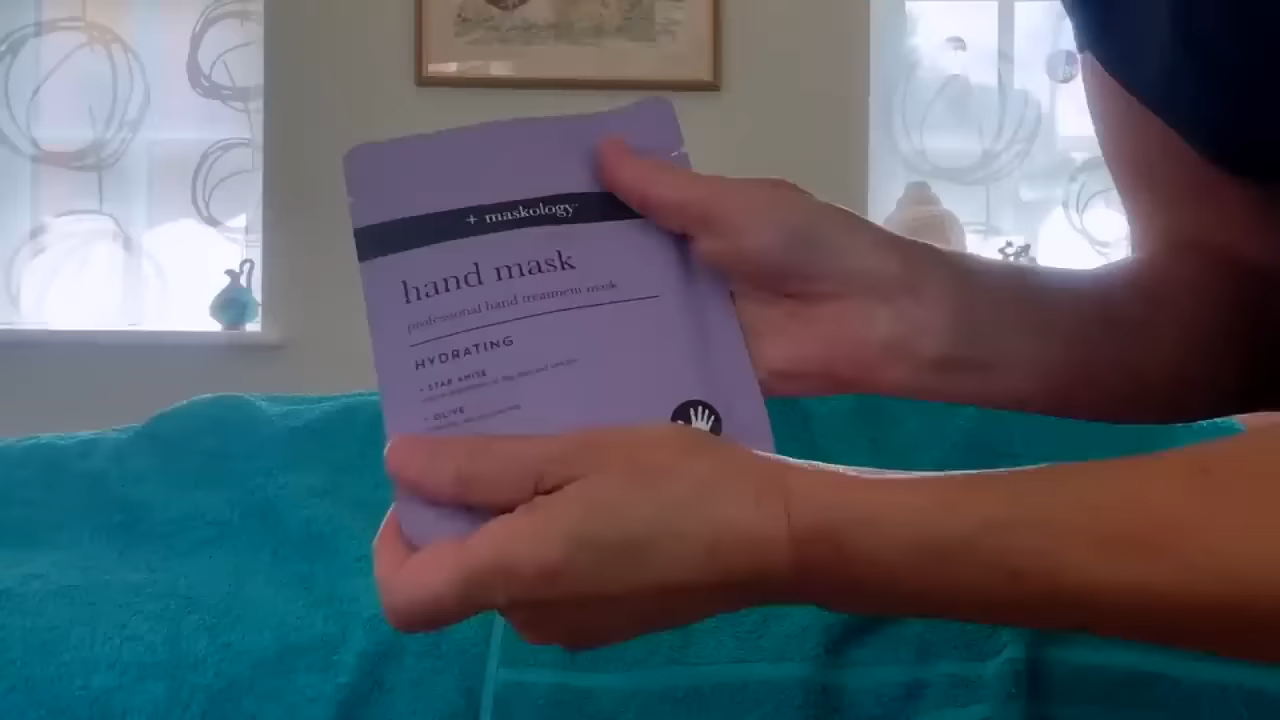 + maskology
hand mask
professional hand treatment mask
HYDRATING
• STAR ANISE
• OLIVE